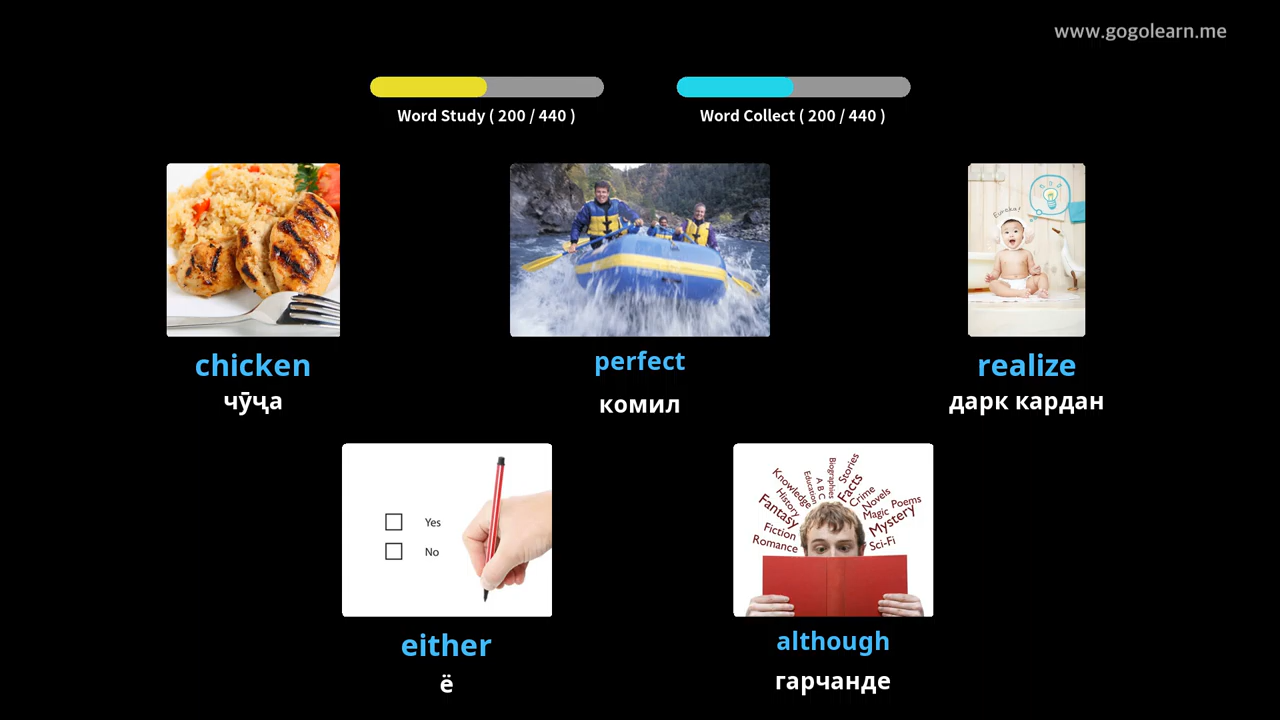 www.gogolearn.me
Word Study ( 200 / 440 )
Word Collect ( 200 / 440 )
Eureka!
chicken
чӯҷа
perfect
комил
realize
дарк кардан
Yes
No
Knowledge
History
Fantasy
Fiction
Romance
Education
A B C
Biographies
Stories
Facts
Crime
Novels
Magic
Poems
Mystery
Sci-Fi
either
ё
although
гарчанде